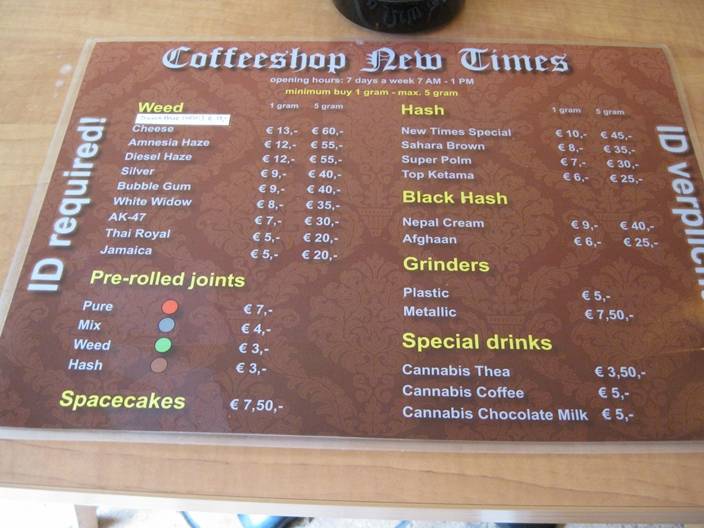 Coffeeshop New Times
opening hours: 7 days a week 7 AM - 1 PM
minimum buy 1 gram - max. 5 gram
ID required!
Weed 1 gram 5 gram
Cheese € 13,- € 60,-
Amnesia Haze € 12,- € 55,-
Diesel Haze € 12,- € 55,-
Silver € 9,- € 40,-
Bubble Gum € 9,- € 40,-
White Widow € 8,- € 35,-
AK-47 € 7,- € 30,-
Thai Royal € 5,- € 20,-
Jamaica € 5,- € 20,-
Pre-rolled joints
Pure € 7,-
Mix € 4,-
Weed € 3,-
Hash € 3,-
Spacecakes € 7,50,-
Hash 1 gram 5 gram
New Times Special € 10,- € 45,-
Sahara Brown € 8,- € 35,-
Super Polm € 7,- € 30,-
Top Ketama € 6,- € 25,-
Black Hash
Nepal Cream € 9,- € 40,-
Afghaan € 6,- € 25,-
Grinders
Plastic € 5,-
Metallic € 7,50,-
Special drinks
Cannabis Thea € 3,50,-
Cannabis Coffee € 5,-
Cannabis Chocolate Milk € 5,-
ID verplich